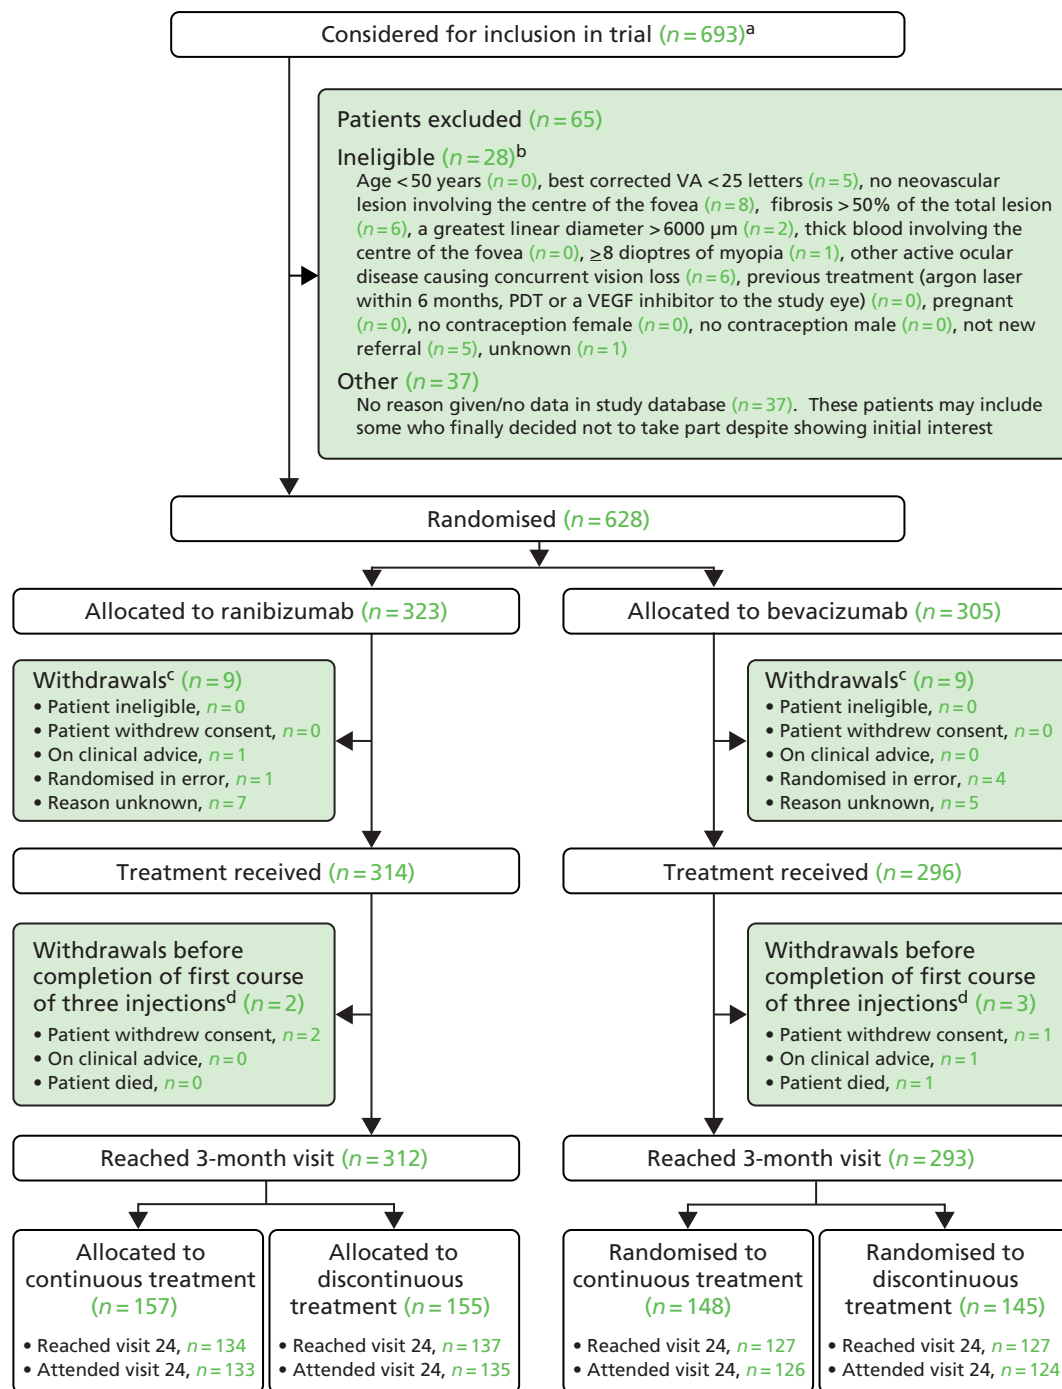 Considered for inclusion in trial (n=693)a
Patients excluded (n=65)
Ineligible (n=28)b
Age <50 years (n=0), best corrected VA <25 letters (n=5), no neovascular
lesion involving the centre of the fovea (n=8), fibrosis >50% of the total lesion
(n=6), a greatest linear diameter >6000 µm (n=2), thick blood involving the
centre of the fovea (n=0), ≥8 dioptres of myopia (n=1), other active ocular
disease causing concurrent vision loss (n=6), previous treatment (argon laser
within 6 months, PDT or a VEGF inhibitor to the study eye) (n=0), pregnant
(n=0), no contraception female (n=0), no contraception male (n=0), not new
referral (n=5), unknown (n=1)
Other (n=37)
No reason given/no data in study database (n=37). These patients may include
some who finally decided not to take part despite showing initial interest
Randomised (n=628)
Allocated to ranibizumab (n=323)
Allocated to bevacizumab (n=305)
Withdrawalsc (n=9)
• Patient ineligible, n=0
• Patient withdrew consent, n=0
• On clinical advice, n=1
• Randomised in error, n=1
• Reason unknown, n=7
Withdrawalsc (n=9)
• Patient ineligible, n=0
• Patient withdrew consent, n=0
• On clinical advice, n=0
• Randomised in error, n=4
• Reason unknown, n=5
Treatment received (n=314)
Treatment received (n=296)
Withdrawals before
completion of first course
of three injectionsd (n=2)
• Patient withdrew consent, n=2
• On clinical advice, n=0
• Patient died, n=0
Withdrawals before
completion of first course
of three injectionsd (n=3)
• Patient withdrew consent, n=1
• On clinical advice, n=1
• Patient died, n=1
Reached 3-month visit (n=312)
Reached 3-month visit (n=293)
Allocated to
continuous treatment
(n=157)
• Reached visit 24, n=134
• Attended visit 24, n=133
Allocated to
discontinuous
treatment (n=155)
• Reached visit 24, n=137
• Attended visit 24, n=135
Randomised to
continuous treatment
(n=148)
• Reached visit 24, n=127
• Attended visit 24, n=126
Randomised to
discontinuous
treatment (n=145)
• Reached visit 24, n=127
• Attended visit 24, n=124